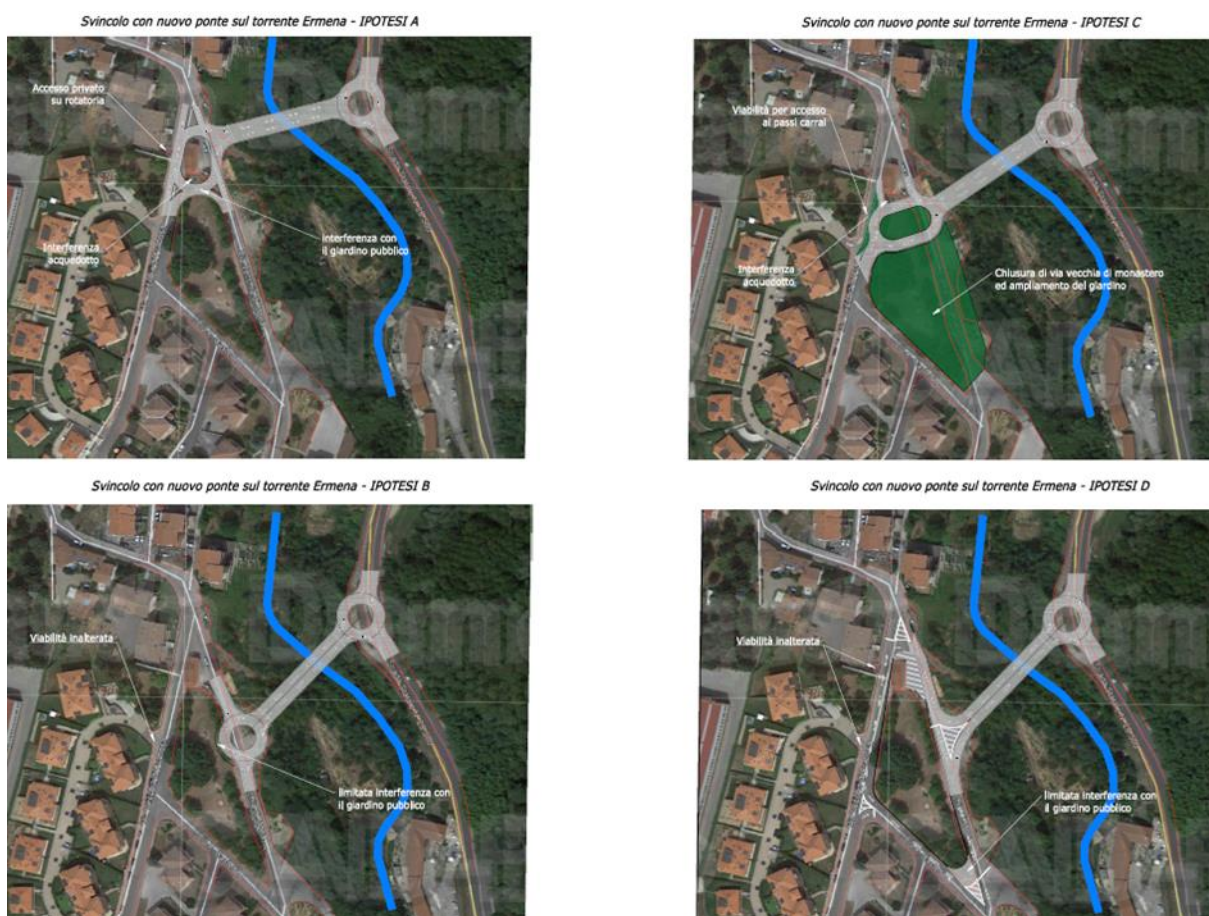 Svincolo con nuovo ponte sul torrente Ermena - IPOTESI A
Accesso privato
su rotatoria
Interferenza
acquedotto
interferenza con
il giardino pubblico
Svincolo con nuovo ponte sul torrente Ermena - IPOTESI C
Viabilità per accesso
ai passi carrai
Interferenza
acquedotto
Chiusura di via vecchia di monastero
ed ampliamento del giardino
Svincolo con nuovo ponte sul torrente Ermena - IPOTESI B
Viabilità inalterata
limitata interferenza con
il giardino pubblico
Svincolo con nuovo ponte sul torrente Ermena - IPOTESI D
Viabilità inalterata
limitata interferenza con
il giardino pubblico